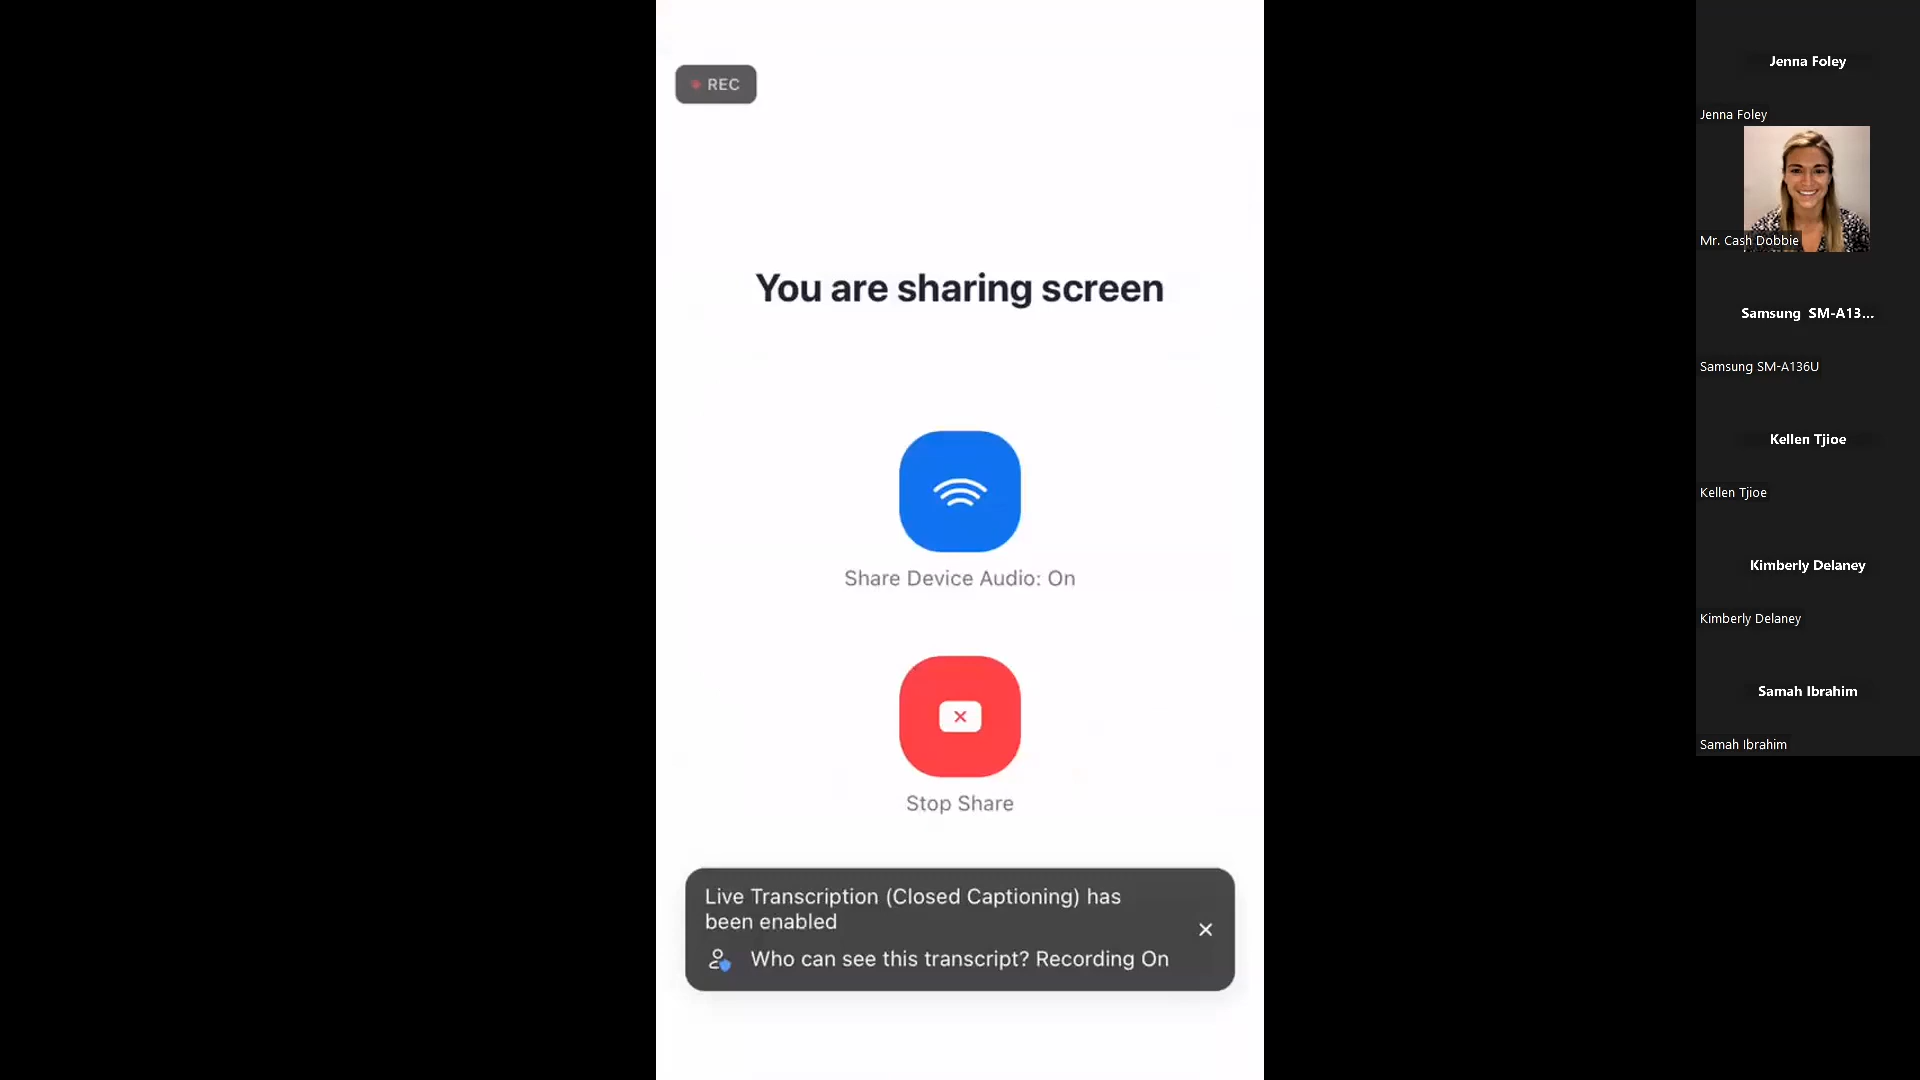 REC
You are sharing screen
Share Device Audio: On
Stop Share
Live Transcription (Closed Captioning) has
been enabled
Who can see this transcript? Recording On
Jenna Foley
Jenna Foley
Mr. Cash Dobbie
Samsung SM-A13...
Samsung SM-A136U
Kellen Tjioe
Kellen Tjioe
Kimberly Delaney
Kimberly Delaney
Samah Ibrahim
Samah Ibrahim